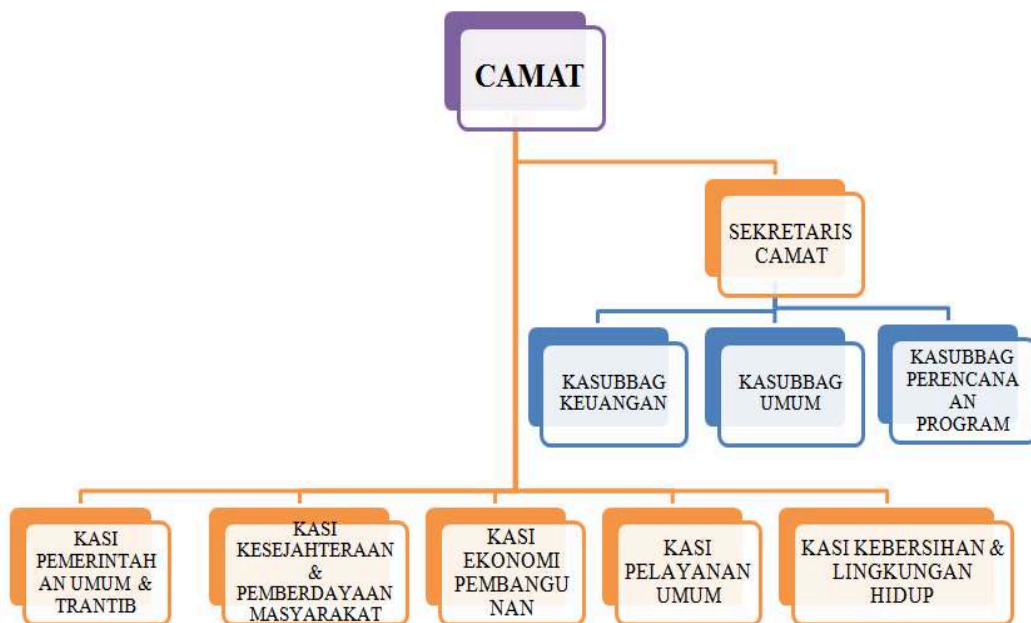 CAMAT
SEKRETARIS
CAMAT
KASUBBAG
KEUANGAN
KASUBBAG
UMUM
KASUBBAG
PERENCANA
AN
PROGRAM
KASI
PEMERINTAH
AN UMUM &
TRANTIB
KASI
KESEJAHTERAAN
&
PEMBERDAYAAN
MASYARAKAT
KASI
EKONOMI
PEMBANGU
NAN
KASI
PELAYANAN
UMUM
KASI KEBERSIHAN &
LINGKUNGAN
HIDUP